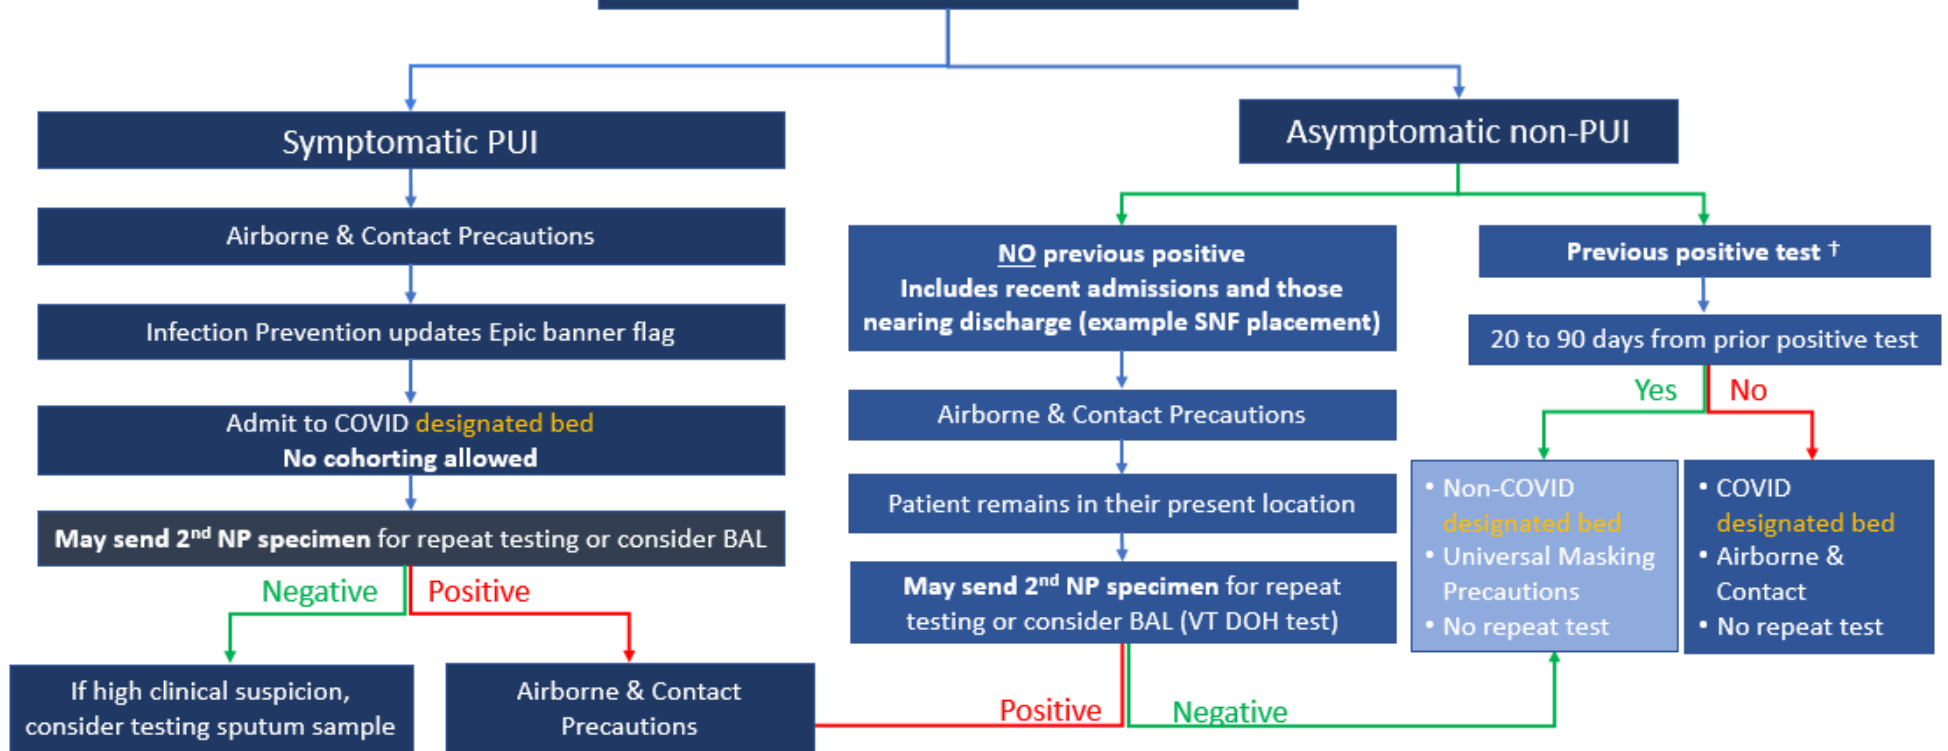 Symptomatic PUI
Airborne & Contact Precautions
Infection Prevention updates Epic banner flag
Admit to COVID designated bed
No cohorting allowed
May send 2nd NP specimen for repeat testing or consider BAL
Negative
Positive
If high clinical suspicion,
consider testing sputum sample
Airborne & Contact
Precautions
Asymptomatic non-PUI
NO previous positive
Includes recent admissions and those
nearing discharge (example SNF placement)
Airborne & Contact Precautions
Patient remains in their present location
May send 2nd NP specimen for repeat
testing or consider BAL (VT DOH test)
Positive
Negative
Previous positive test †
20 to 90 days from prior positive test
Yes
No
• Non-COVID
designated bed
• Universal Masking
Precautions
• No repeat test
• COVID
designated bed
• Airborne &
Contact
• No repeat test